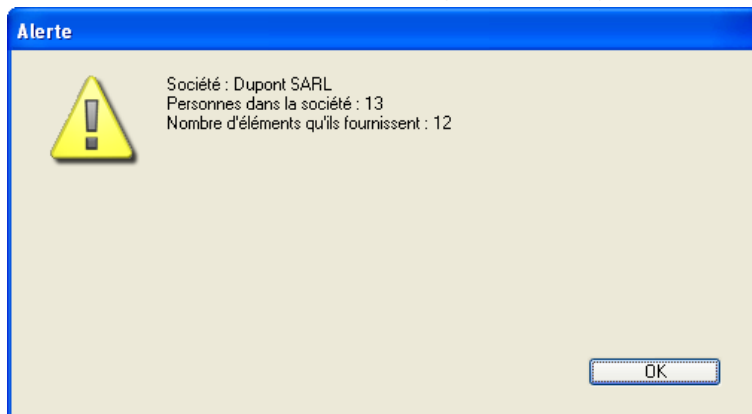 Alerte
Société : Dupont SARL
Personnes dans la société : 13
Nombre d'éléments qu'ils fournissent : 12
OK